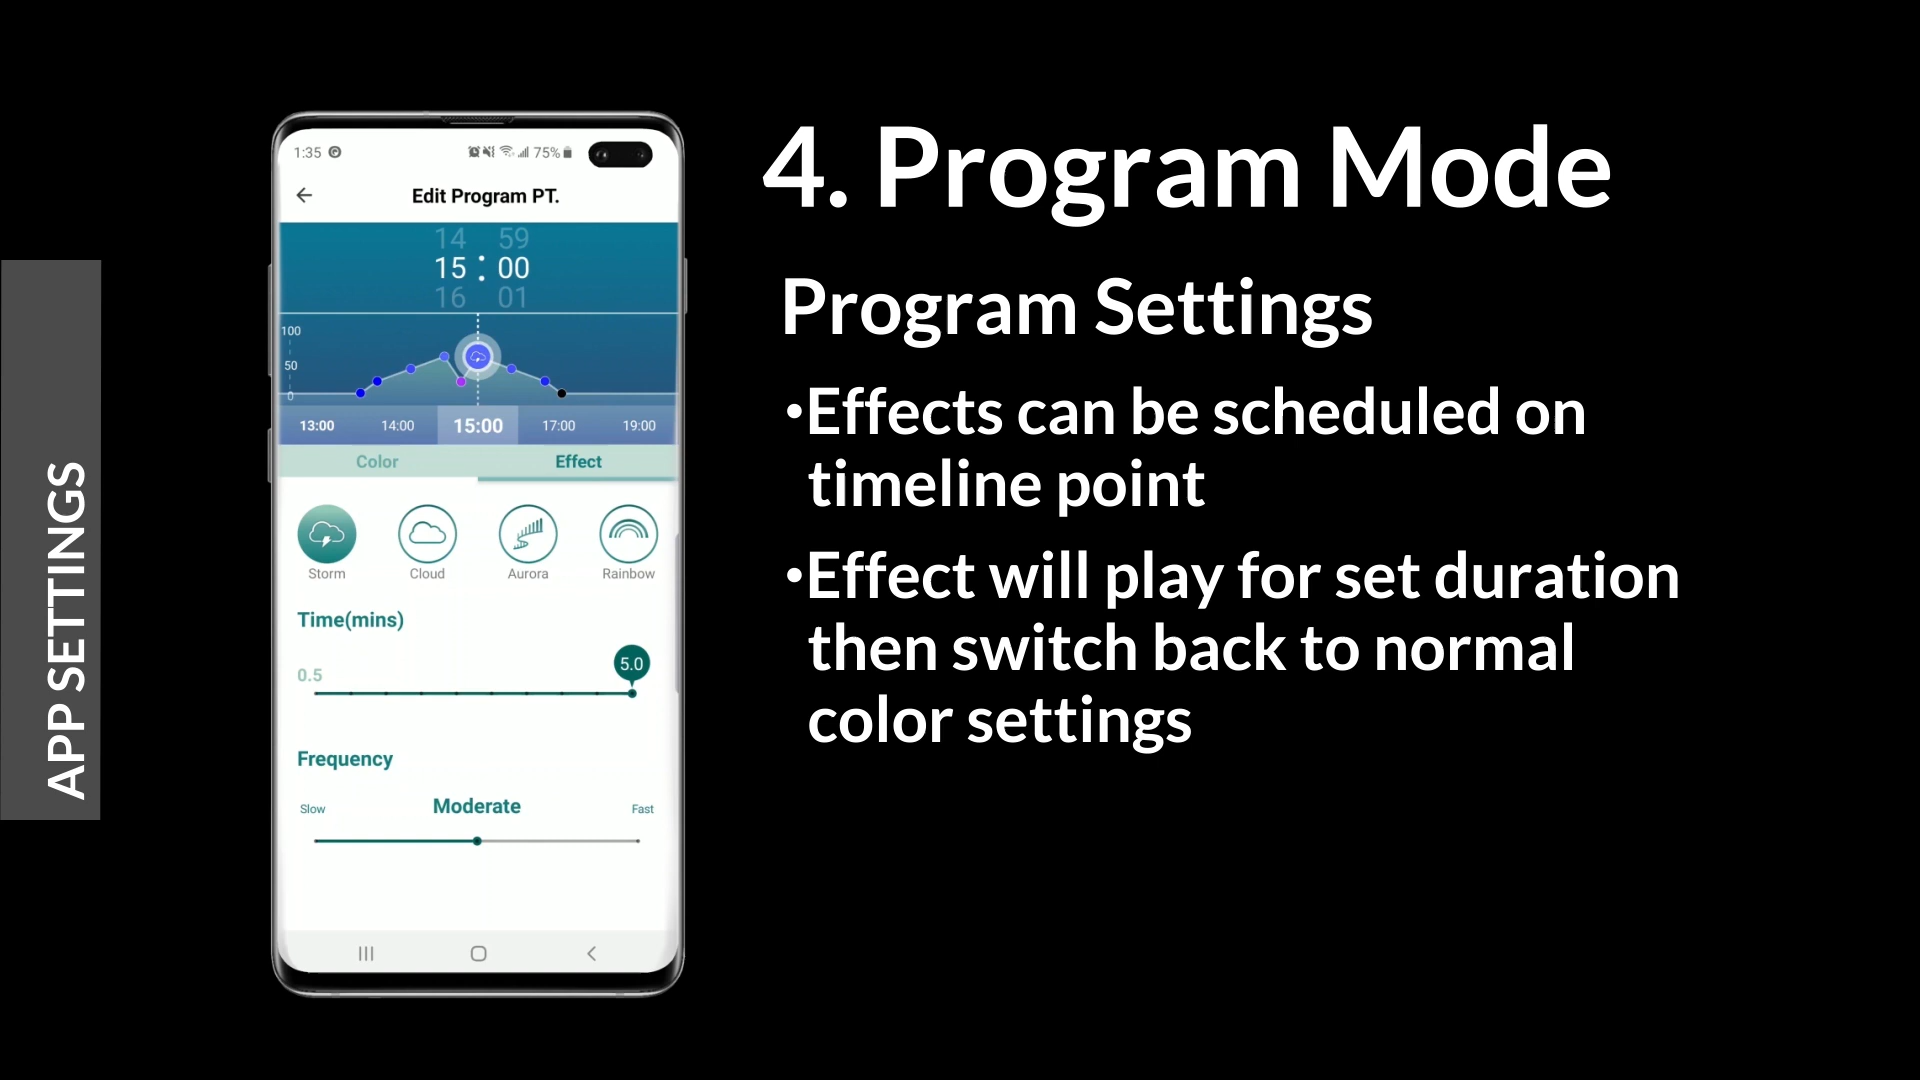 APP SETTINGS
1:35
75%
Edit Program PT.
14 59
15 : 00
16 01
100
50
0
13:00 14:00 15:00 17:00 19:00
Color Effect
Storm Cloud Aurora Rainbow
Time(mins)
5.0
0.5
Frequency
Slow Moderate Fast
4. Program Mode
Program Settings
•Effects can be scheduled on
timeline point
•Effect will play for set duration
then switch back to normal
color settings